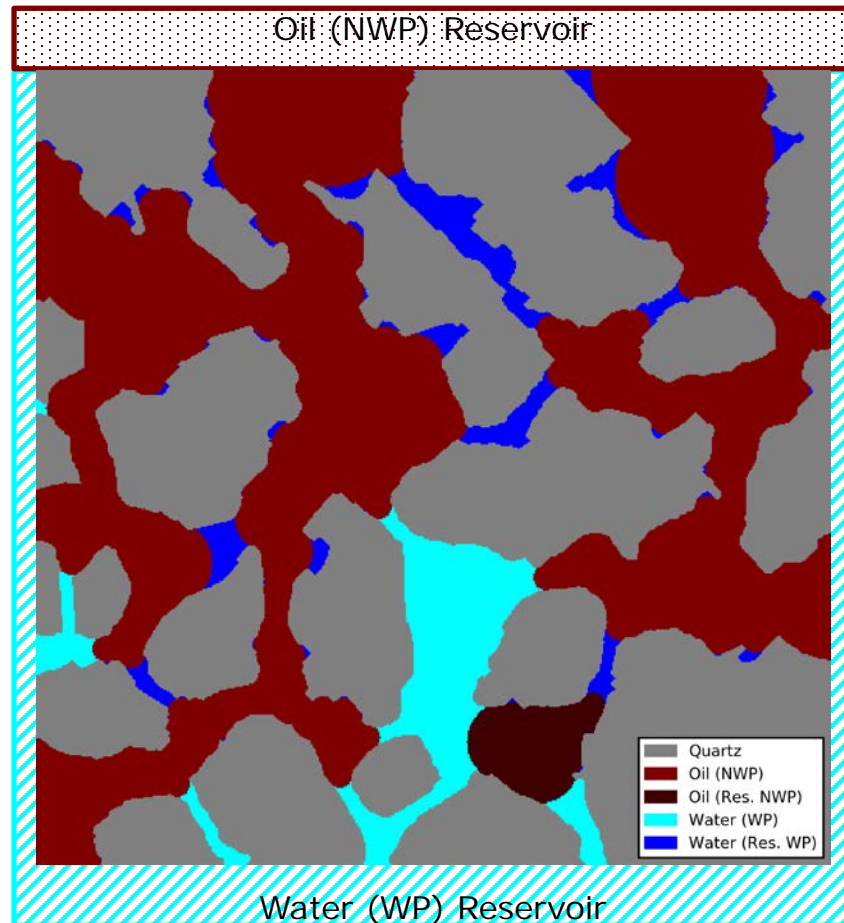 Oil (NWP) Reservoir
Quartz
Oil (NWP)
Oil (Res. NWP)
Water (WP)
Water (Res. WP)
Water (WP) Reservoir